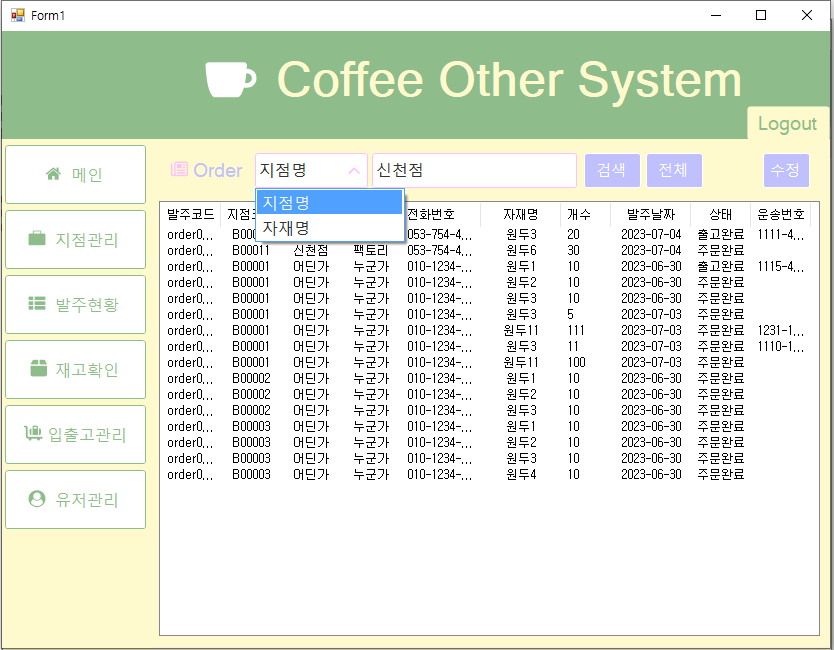 Form1
Coffee Other System
Logout
메인
지점관리
발주현황
재고확인
입출고관리
유저관리
Order 지점명 신천점 검색 전체 수정
지점명
자재명
발주코드 지점 전화번호 자재명 개수 발주날짜 상태 운송번호
order0,,, B000 053-754-4,,, 원두3 20 2023-07-04 출고완료 1111-4,,,
order0,,, B00011 신천점 팩토리 053-754-4,,, 원두6 30 2023-07-04 주문완료
order0,,, B00001 어딘가 누군가 010-1234-,,, 원두1 10 2023-06-30 출고완료 1115-4,,,
order0,,, B00001 어딘가 누군가 010-1234-,,, 원두2 10 2023-06-30 주문완료
order0,,, B00001 어딘가 누군가 010-1234-,,, 원두3 10 2023-06-30 주문완료
order0,,, B00001 어딘가 누군가 010-1234-,,, 원두3 5 2023-07-03 주문완료
order0,,, B00001 어딘가 누군가 010-1234-,,, 원두11 111 2023-07-03 주문완료 1231-1,,,
order0,,, B00001 어딘가 누군가 010-1234-,,, 원두3 11 2023-07-03 주문완료 1110-1,,,
order0,,, B00001 어딘가 누군가 010-1234-,,, 원두11 100 2023-07-03 주문완료
order0,,, B00002 어딘가 누군가 010-1234-,,, 원두1 10 2023-06-30 주문완료
order0,,, B00002 어딘가 누군가 010-1234-,,, 원두2 10 2023-06-30 주문완료
order0,,, B00002 어딘가 누군가 010-1234-,,, 원두3 10 2023-06-30 주문완료
order0,,, B00003 어딘가 누군가 010-1234-,,, 원두1 10 2023-06-30 주문완료
order0,,, B00003 어딘가 누군가 010-1234-,,, 원두2 10 2023-06-30 주문완료
order0,,, B00003 어딘가 누군가 010-1234-,,, 원두3 10 2023-06-30 주문완료
order0,,, B00003 어딘가 누군가 010-1234-,,, 원두4 10 2023-06-30 주문완료